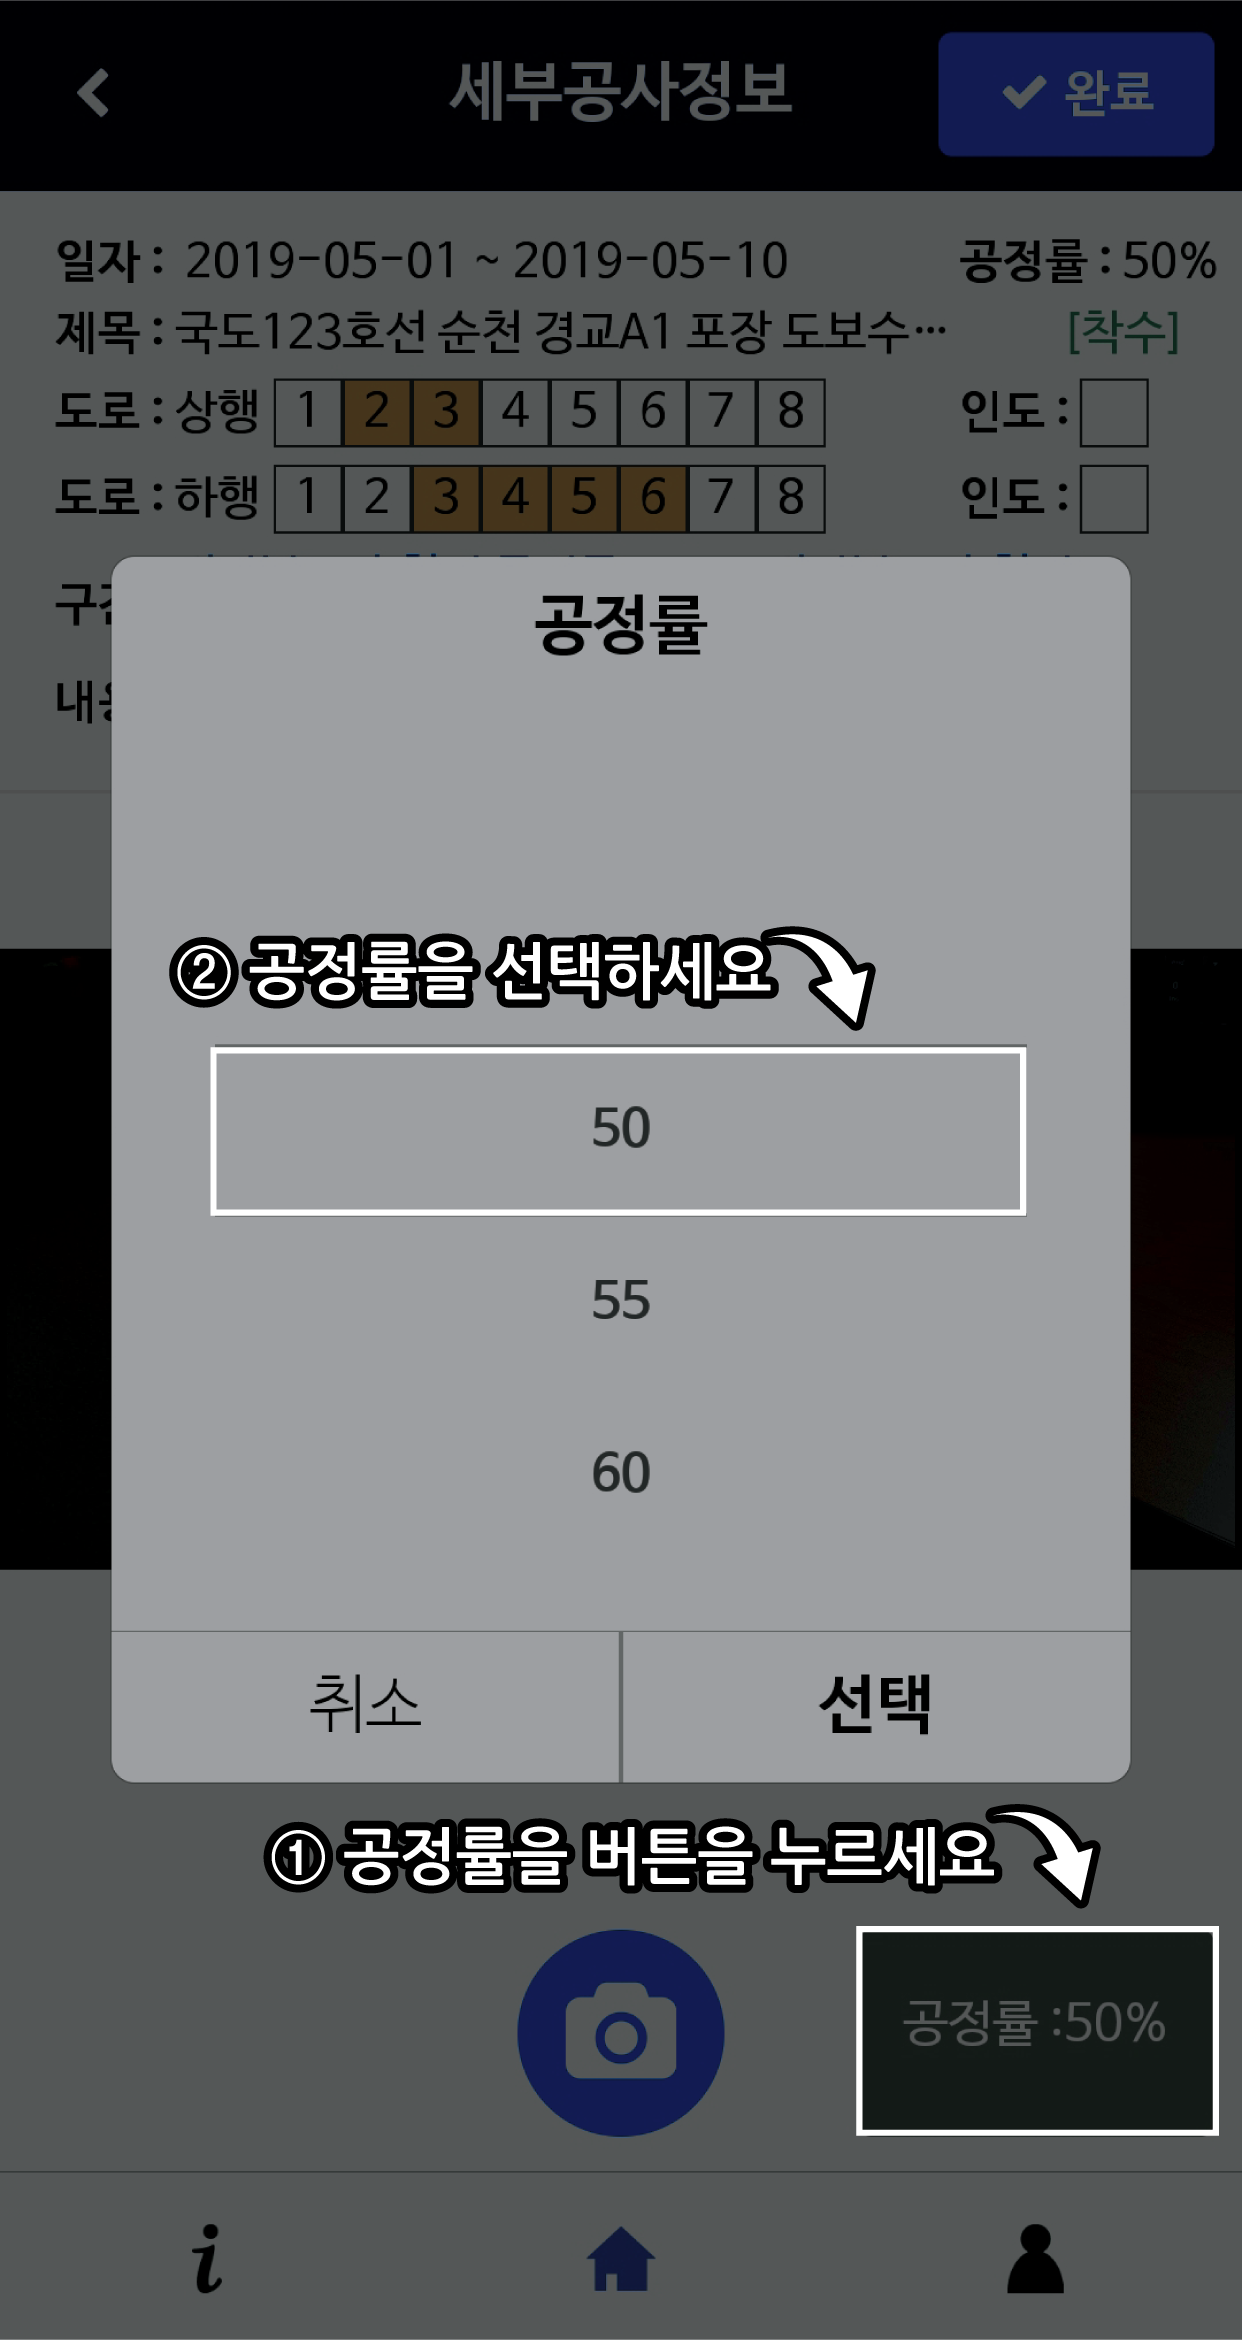 세부공사정보
완료
일자 : 2019-05-01 ~ 2019-05-10 공정률 : 50%
제목 : 국도123호선 순천 경교A1 포장 도보수… [착수]
도로 : 상행 1 2 3 4 5 6 7 8 인도 :
도로 : 하행 1 2 3 4 5 6 7 8 인도 :
공정률
② 공정률을 선택하세요
50
55
60
취소 선택
① 공정률을 버튼을 누르세요
공정률 :50%